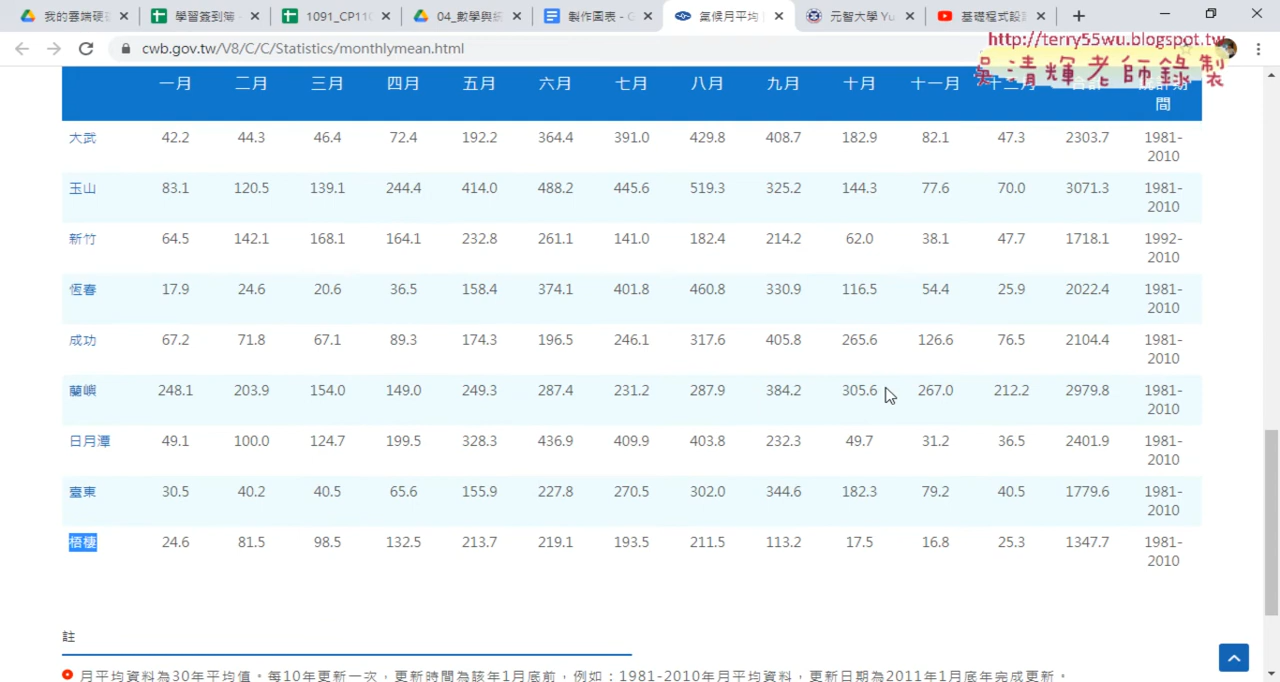 我的雲端硬
學習簽到簿 -
1091_CP110
04_數學與統
製作圖表 - G
氣候月平均
元智大學 Yu
基礎程式設
cwb.gov.tw/V8/C/C/Statistics/monthlymean.html
http://terry55wu.blogspot.tw
吳清輝老師錄製
一月 二月 三月 四月 五月 六月 七月 八月 九月 十月 十一月 十二月 合計 統計期間
大武 42.2 44.3 46.4 72.4 192.2 364.4 391.0 429.8 408.7 182.9 82.1 47.3 2303.7 1981-2010
玉山 83.1 120.5 139.1 244.4 414.0 488.2 445.6 519.3 325.2 144.3 77.6 70.0 3071.3 1981-2010
新竹 64.5 142.1 168.1 164.1 232.8 261.1 141.0 182.4 214.2 62.0 38.1 47.7 1718.1 1992-2010
恆春 17.9 24.6 20.6 36.5 158.4 374.1 401.8 460.8 330.9 116.5 54.4 25.9 2022.4 1981-2010
成功 67.2 71.8 67.1 89.3 174.3 196.5 246.1 317.6 405.8 265.6 126.6 76.5 2104.4 1981-2010
蘭嶼 248.1 203.9 154.0 149.0 249.3 287.4 231.2 287.9 384.2 305.6 267.0 212.2 2979.8 1981-2010
日月潭 49.1 100.0 124.7 199.5 328.3 436.9 409.9 403.8 232.3 49.7 31.2 36.5 2401.9 1981-2010
臺東 30.5 40.2 40.5 65.6 155.9 227.8 270.5 302.0 344.6 182.3 79.2 40.5 1779.6 1981-2010
梧棲 24.6 81.5 98.5 132.5 213.7 219.1 193.5 211.5 113.2 17.5 16.8 25.3 1347.7 1981-2010
註
月平均資料為30年平均值。每10年更新一次，更新時間為該年1月底前，例如：1981-2010年月平均資料，更新日期為2011年1月底年完成更新。